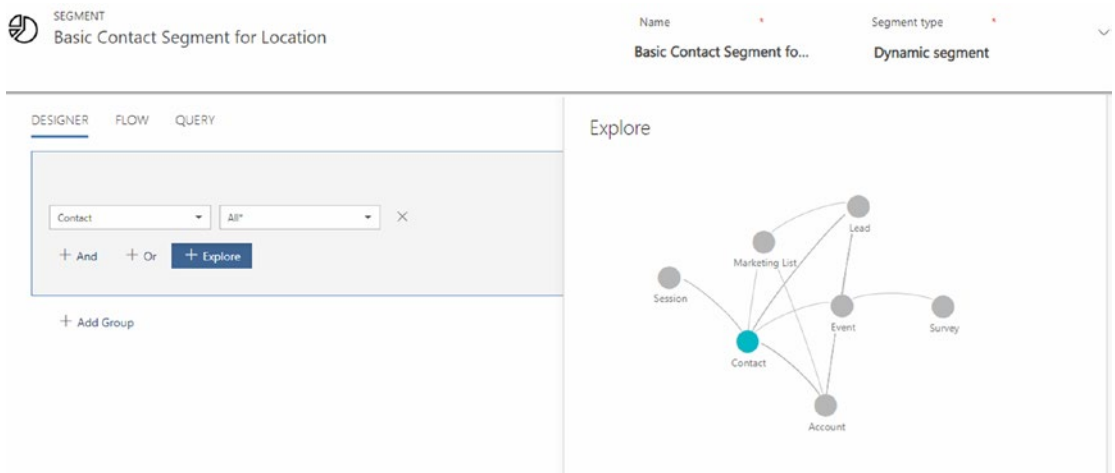 SEGMENT
Basic Contact Segment for Location
Name *
Segment type *
Basic Contact Segment fo...
Dynamic segment
DESIGNER FLOW QUERY
Explore
Contact
All*
+ And + Or + Explore
+ Add Group
Lead
Marketing List
Session
Event
Survey
Contact
Account